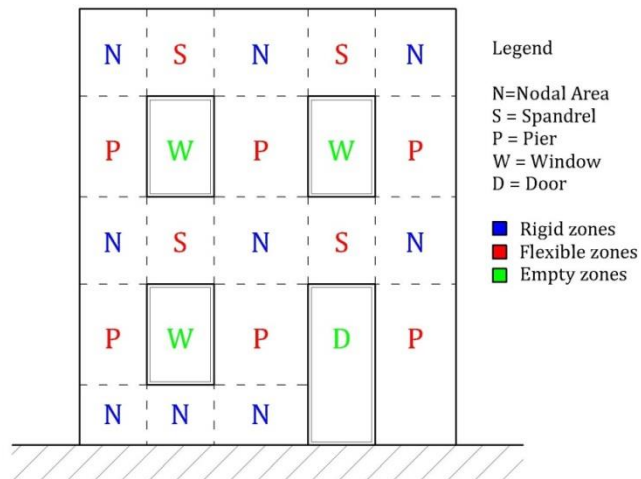 N S N S N
P W P W P
N S N S N
P W P D P
N N N
Legend
N=Nodal Area
S = Spandrel
P = Pier
W = Window
D = Door
Rigid zones
Flexible zones
Empty zones